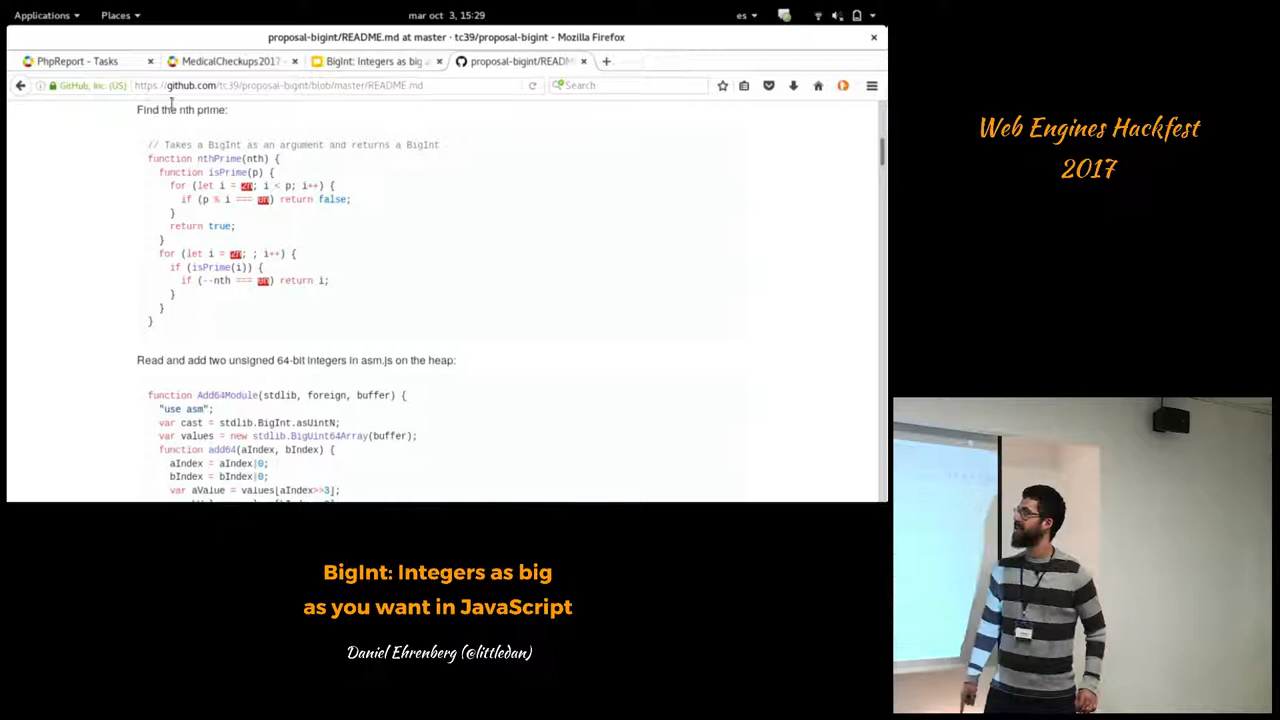 Applications
Places
mar oct 3, 15:29
es
proposal-bigint/README.md at master · tc39/proposal-bigint - Mozilla Firefox
PhpReport - Tasks
MedicalCheckups2017
BigInt: Integers as big
proposal-bigint/READM
GitHub, Inc. (US)
https://github.com/tc39/proposal-bigint/blob/master/README.md
Search
Find the nth prime:
// Takes a BigInt as an argument and returns a BigInt
function nthPrime(nth) {
function isPrime(p) {
for (let i = 2n; i < p; i++) {
if (p % i === 0n) return false;
}
return true;
}
for (let i = 2n; ; i++) {
if (isPrime(i)) {
if (--nth === 0n) return i;
}
}
}
Read and add two unsigned 64-bit integers in asm.js on the heap:
function Add64Module(stdlib, foreign, buffer) {
"use asm";
var cast = stdlib.BigInt.asUintN;
var values = new stdlib.BigUint64Array(buffer);
function add64(aIndex, bIndex) {
aIndex = aIndex|0;
bIndex = bIndex|0;
var aValue = values[aIndex>>3];
Web Engines Hackfest
2017
BigInt: Integers as big
as you want in JavaScript
Daniel Ehrenberg (@littledan)